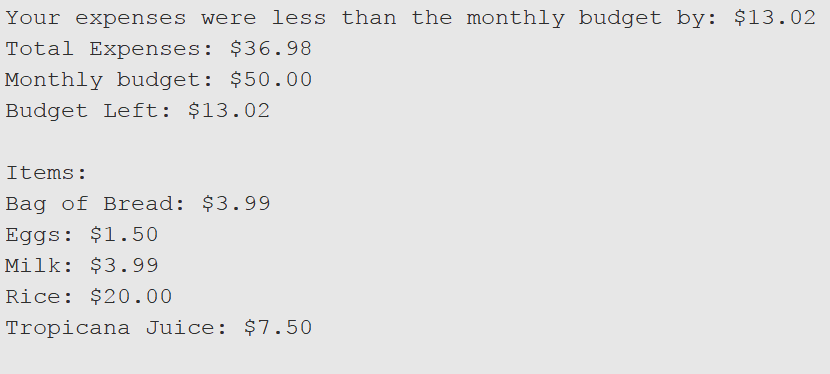 Your expenses were less than the monthly budget by: $13.02
Total Expenses: $36.98
Monthly budget: $50.00
Budget Left: $13.02

Items:
Bag of Bread: $3.99
Eggs: $1.50
Milk: $3.99
Rice: $20.00
Tropicana Juice: $7.50